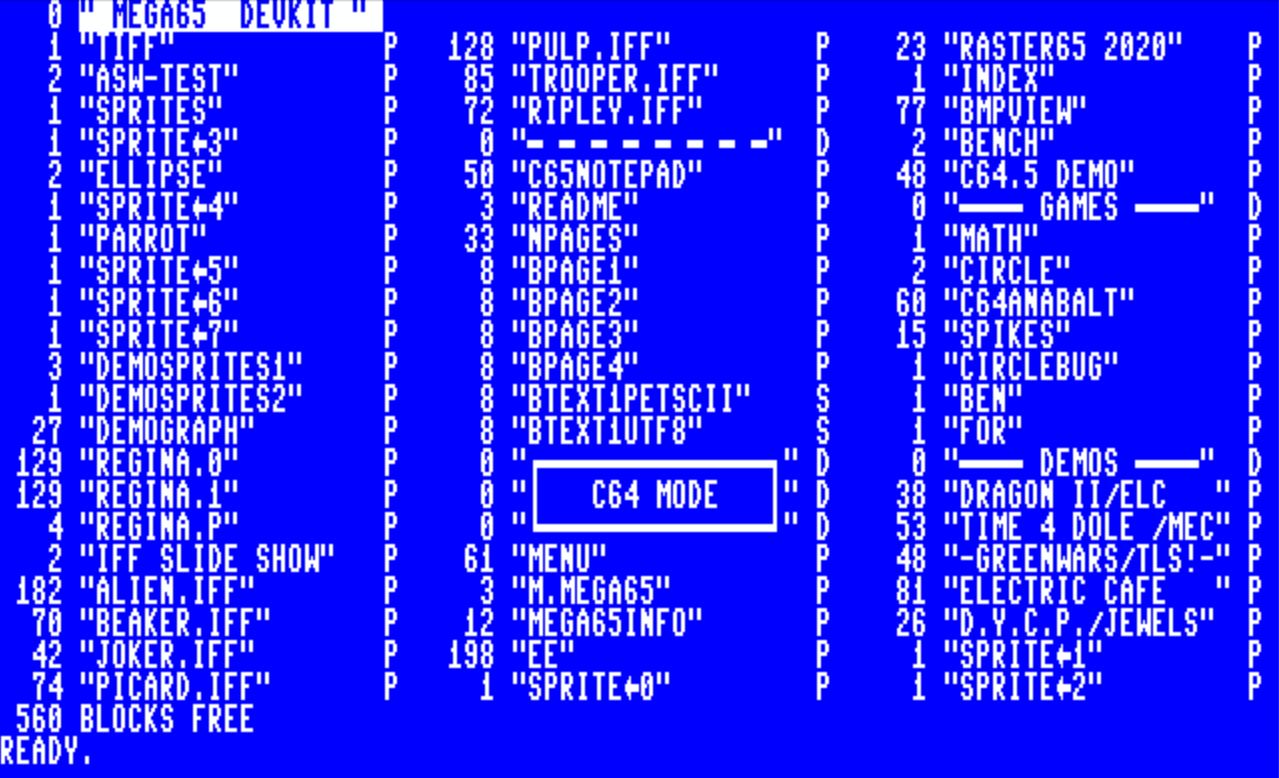 0 " MEGA65  DEVKIT "
1 "TIFF" P 128 "PULP.IFF" P 23 "RASTER65 2020" P
2 "ASW-TEST" P 85 "TROOPER.IFF" P 1 "INDEX" P
1 "SPRITES" P 72 "RIPLEY.IFF" P 77 "BMPVIEW" P
1 "SPRITE←3" P 0 "- - - - - - - -" D 2 "BENCH" P
2 "ELLIPSE" P 50 "C65NOTEPAD" P 48 "C64.5 DEMO" P
1 "SPRITE←4" P 3 "README" P 0 "──── GAMES ────" D
1 "PARROT" P 33 "NPAGES" P 1 "MATH" P
1 "SPRITE←5" P 8 "BPAGE1" P 2 "CIRCLE" P
1 "SPRITE←6" P 8 "BPAGE2" P 60 "C64ANABALT" P
1 "SPRITE←7" P 8 "BPAGE3" P 15 "SPIKES" P
3 "DEMOSPRITES1" P 8 "BPAGE4" P 1 "CIRCLEBUG" P
1 "DEMOSPRITES2" P 8 "BTEXT1PETSCII" S 1 "BEN" P
27 "DEMOGRAPH" P 8 "BTEXT1UTF8" S 1 "FOR" P
129 "REGINA.0" P 0 " " D 0 "──── DEMOS ────" D
129 "REGINA.1" P 0 " C64 MODE " D 38 "DRAGON II/ELC   " P
4 "REGINA.P" P 0 " " D 53 "TIME 4 DOLE /MEC" P
2 "IFF SLIDE SHOW" P 61 "MENU" P 48 "-GREENWARS/TLS!-" P
182 "ALIEN.IFF" P 3 "M.MEGA65" P 81 "ELECTRIC CAFE   " P
70 "BEAKER.IFF" P 12 "MEGA65INFO" P 26 "D.Y.C.P./JEWELS" P
42 "JOKER.IFF" P 198 "EE" P 1 "SPRITE←1" P
74 "PICARD.IFF" P 1 "SPRITE←0" P 1 "SPRITE←2" P
560 BLOCKS FREE
READY.